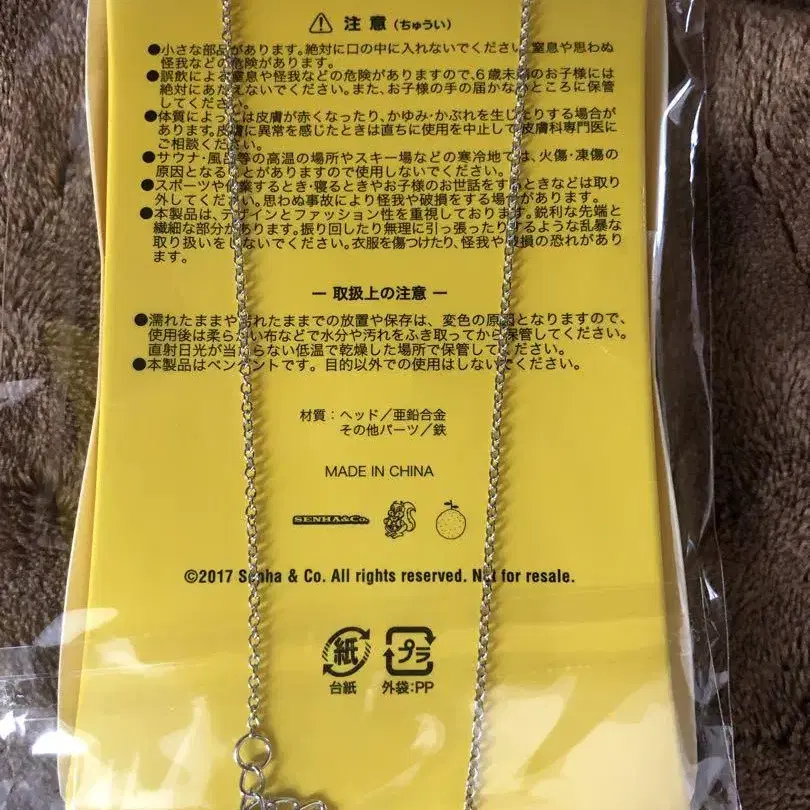 ⚠ 注意(ちゅうい)
●小さな部品があります。絶対に口の中に入れないでください。窒息や思わぬ
怪我などの危険があります。
●誤飲による窒息や怪我などの危険がありますので、6歳未満のお子様には
絶対にあたえないでください。また、お子様の手の届かないところに保管
してください。
●体質によっては皮膚が赤くなったり、かゆみ・かぶれを生じたりする場合が
あります。皮膚に異常を感じたときは直ちに使用を中止して皮膚科専門医に
ご相談ください。
●サウナ・風呂等の高温の場所やスキー場などの寒冷地では、火傷・凍傷の
原因となることがありますので使用しないでください。
●スポーツや作業するとき・寝るときやお子様のお世話をするときなどは取り
外してください。思わぬ事故により怪我や破損をする場合があります。
●本製品は、デザインとファッション性を重視しております。鋭利な先端と
繊細な部分があります。振り回したり無理に引っ張ったりするような乱暴な
取り扱いをしないでください。衣服を傷つけたり、怪我や破損の恐れがあり
ます。
ー 取扱上の注意 ー
●濡れたままや汚れたままでの放置や保存は、変色の原因となりますので、
使用後は柔らかい布などで水分や汚れをふき取ってから保管してください。
直射日光が当たらない低温で乾燥した場所で保管してください。
●本製品はペンダントです。目的以外での使用はしないでください。
材質:ヘッド/亜鉛合金
その他パーツ/鉄
MADE IN CHINA
SENHA&Co.
©2017 Senha & Co. All rights reserved. Not for resale.
紙 プラ
台紙 外袋:PP